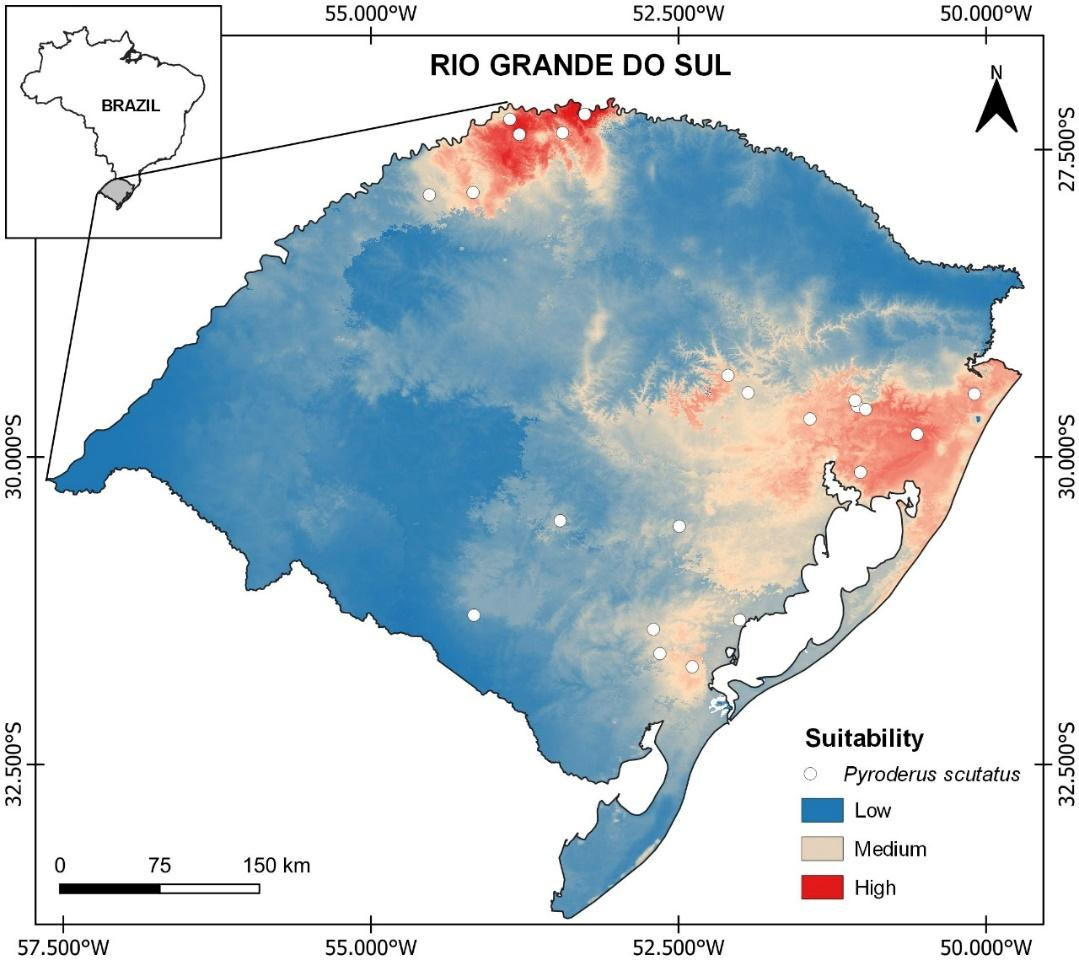 55.000°W 52.500°W 50.000°W
BRAZIL
RIO GRANDE DO SUL
N
27.500°S
30.000°S 30.000°S
32.500°S 32.500°S
Suitability
Pyroderus scutatus
Low
Medium
High
0 75 150 km
57.500°W 55.000°W 52.500°W 50.000°W